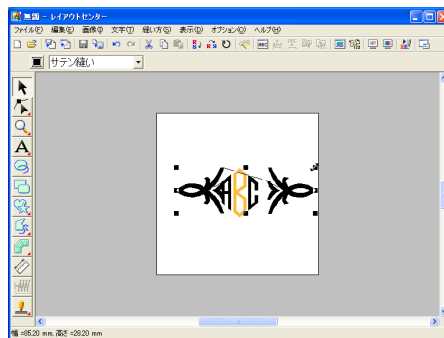 無題 - レイアウトセンター
ファイル(F) 編集(E) 画像(I) 文字(T) 縫い方(S) 表示(D) オプション(O) ヘルプ(H)
サテン縫い
A
ABC
幅 =85.20 mm, 高さ =28.20 mm